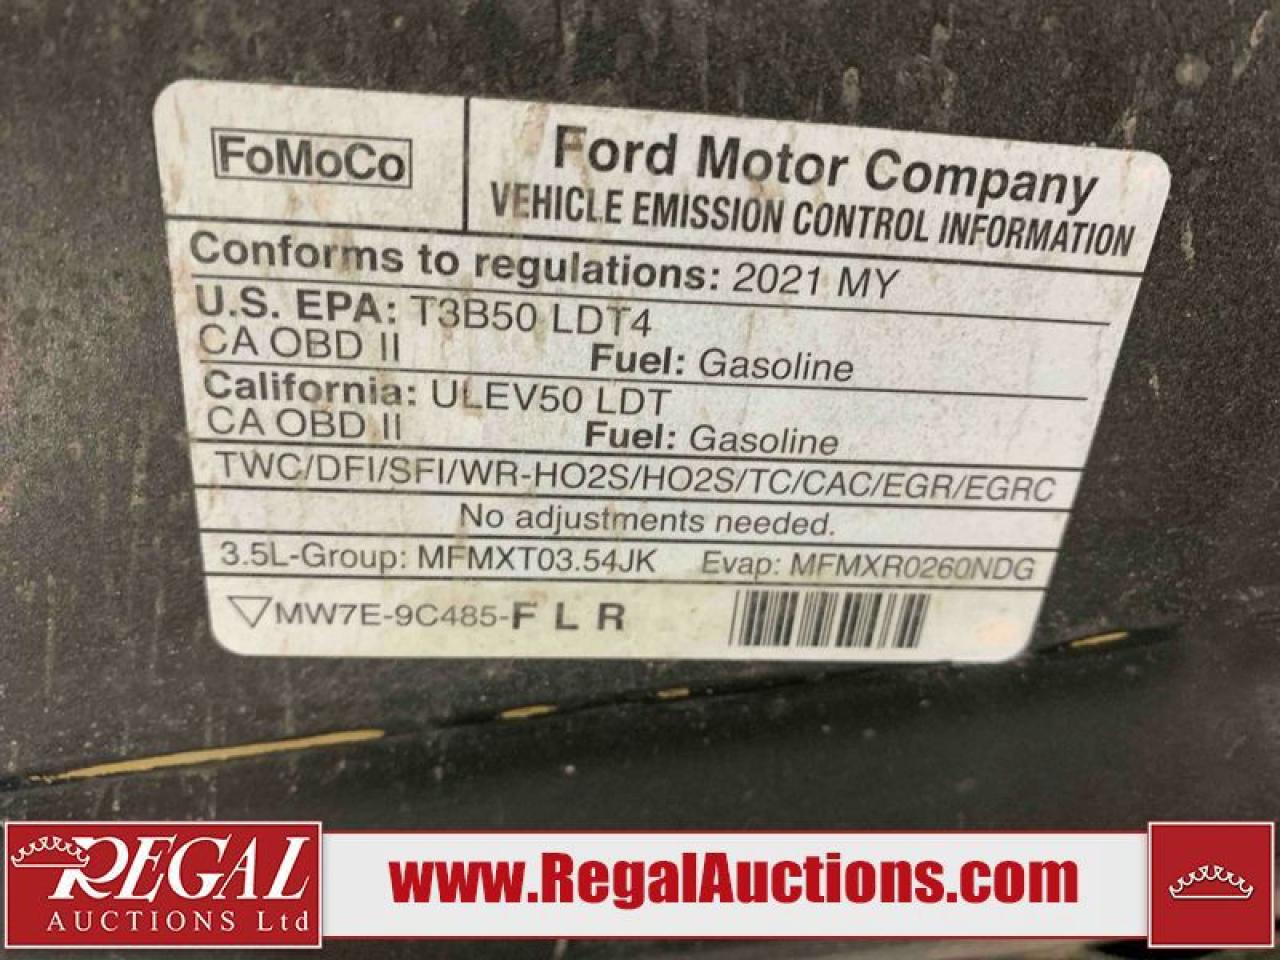 FoMoCo
Ford Motor Company
VEHICLE EMISSION CONTROL INFORMATION
Conforms to regulations: 2021 MY
U.S. EPA: T3B50 LDT4
CA OBD II Fuel: Gasoline
California: ULEV50 LDT
CA OBD II Fuel: Gasoline
TWC/DFI/SFI/WR-HO2S/HO2S/TC/CAC/EGR/EGRC
No adjustments needed.
3.5L-Group: MFMXT03.54JK Evap: MFMXR0260NDG
MW7E-9C485-F L R
REGAL
AUCTIONS Ltd
www.RegalAuctions.com